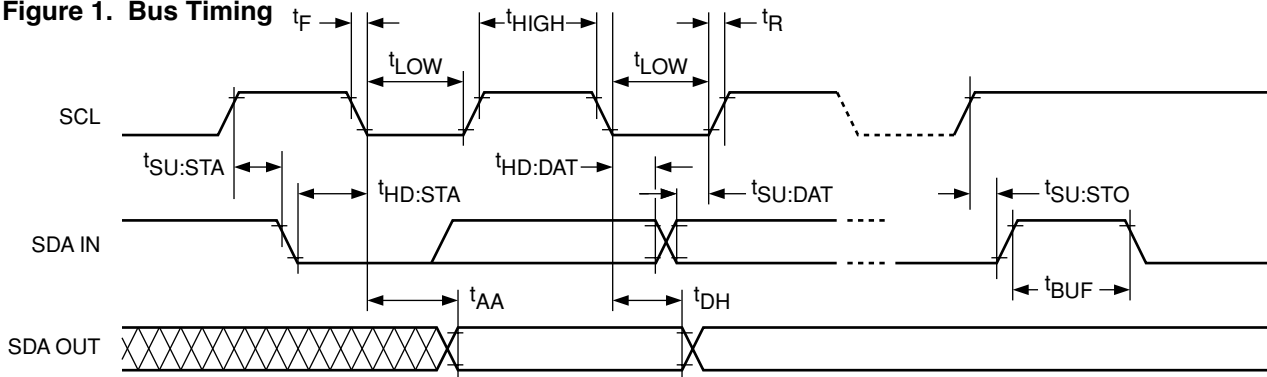 Figure 1. Bus Timing
tF
tHIGH
tR
tLOW
tLOW
SCL
tSU:STA
tHD:DAT
tHD:STA
tSU:DAT
tSU:STO
SDA IN
tBUF
tAA
tDH
SDA OUT